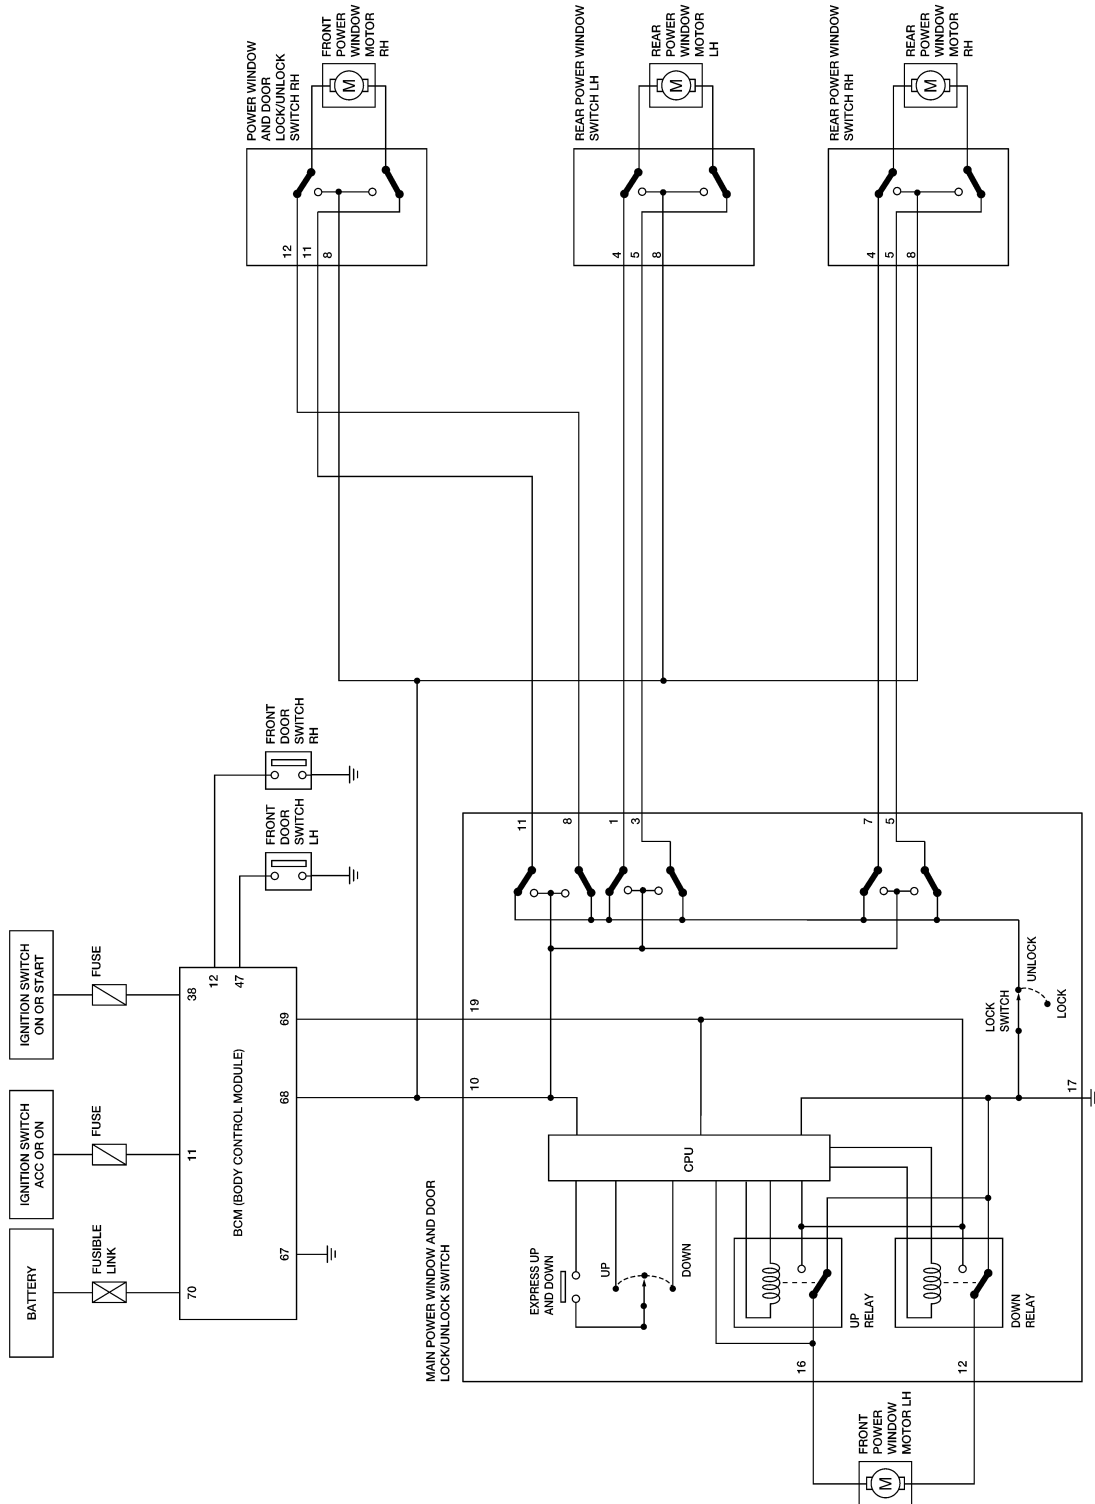 BATTERY
FUSIBLE
LINK
70
IGNITION SWITCH
ACC OR ON
FUSE
11
IGNITION SWITCH
ON OR START
FUSE
38
BCM (BODY CONTROL MODULE)
67
68
69
12
47
FRONT
DOOR
SWITCH
LH
FRONT
DOOR
SWITCH
RH
POWER WINDOW
AND DOOR
LOCK/UNLOCK
SWITCH RH
12
11
8
FRONT
POWER
WINDOW
MOTOR
RH
M
REAR POWER WINDOW
SWITCH LH
4
5
8
REAR
POWER
WINDOW
MOTOR
LH
M
REAR POWER WINDOW
SWITCH RH
4
5
8
REAR
POWER
WINDOW
MOTOR
RH
M
MAIN POWER WINDOW AND DOOR
LOCK/UNLOCK SWITCH
10
19
11
8
1
3
7
5
CPU
EXPRESS UP
AND DOWN
UP
DOWN
UP
RELAY
DOWN
RELAY
LOCK
SWITCH
UNLOCK
LOCK
17
16
12
FRONT
POWER
WINDOW
MOTOR LH
M